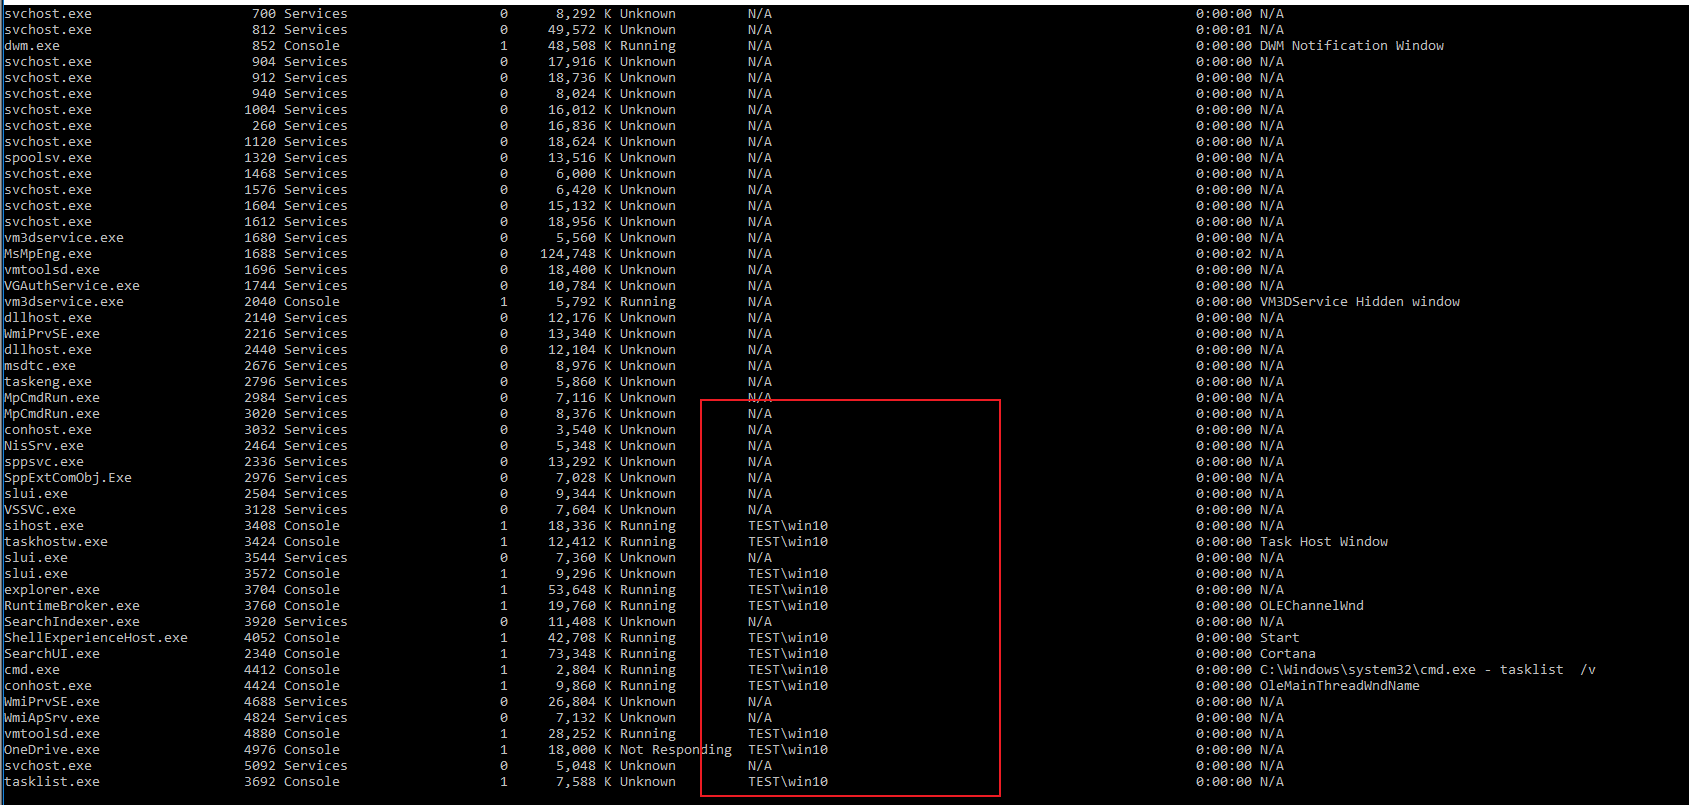 svchost.exe 700 Services 0 8,292 K Unknown N/A 0:00:00 N/A
svchost.exe 812 Services 0 49,572 K Unknown N/A 0:00:01 N/A
dwm.exe 852 Console 1 48,508 K Running N/A 0:00:00 DWM Notification Window
svchost.exe 904 Services 0 17,916 K Unknown N/A 0:00:00 N/A
svchost.exe 912 Services 0 18,736 K Unknown N/A 0:00:00 N/A
svchost.exe 940 Services 0 8,024 K Unknown N/A 0:00:00 N/A
svchost.exe 1004 Services 0 16,012 K Unknown N/A 0:00:00 N/A
svchost.exe 260 Services 0 16,836 K Unknown N/A 0:00:00 N/A
svchost.exe 1120 Services 0 18,624 K Unknown N/A 0:00:00 N/A
spoolsv.exe 1320 Services 0 13,516 K Unknown N/A 0:00:00 N/A
svchost.exe 1468 Services 0 6,000 K Unknown N/A 0:00:00 N/A
svchost.exe 1576 Services 0 6,420 K Unknown N/A 0:00:00 N/A
svchost.exe 1604 Services 0 15,132 K Unknown N/A 0:00:00 N/A
svchost.exe 1612 Services 0 18,956 K Unknown N/A 0:00:00 N/A
vm3dservice.exe 1680 Services 0 5,560 K Unknown N/A 0:00:00 N/A
MsMpEng.exe 1688 Services 0 124,748 K Unknown N/A 0:00:02 N/A
vmtoolsd.exe 1696 Services 0 18,400 K Unknown N/A 0:00:00 N/A
VGAuthService.exe 1744 Services 0 10,784 K Unknown N/A 0:00:00 N/A
vm3dservice.exe 2040 Console 1 5,792 K Running N/A 0:00:00 VM3DService Hidden window
dllhost.exe 2140 Services 0 12,176 K Unknown N/A 0:00:00 N/A
WmiPrvSE.exe 2216 Services 0 13,340 K Unknown N/A 0:00:00 N/A
dllhost.exe 2440 Services 0 12,104 K Unknown N/A 0:00:00 N/A
msdtc.exe 2676 Services 0 8,976 K Unknown N/A 0:00:00 N/A
taskeng.exe 2796 Services 0 5,860 K Unknown N/A 0:00:00 N/A
MpCmdRun.exe 2984 Services 0 7,116 K Unknown N/A 0:00:00 N/A
MpCmdRun.exe 3020 Services 0 8,376 K Unknown N/A 0:00:00 N/A
conhost.exe 3032 Services 0 3,540 K Unknown N/A 0:00:00 N/A
NisSrv.exe 2464 Services 0 5,348 K Unknown N/A 0:00:00 N/A
sppsvc.exe 2336 Services 0 13,292 K Unknown N/A 0:00:00 N/A
SppExtComObj.Exe 2976 Services 0 7,028 K Unknown N/A 0:00:00 N/A
slui.exe 2504 Services 0 9,344 K Unknown N/A 0:00:00 N/A
VSSVC.exe 3128 Services 0 7,604 K Unknown N/A 0:00:00 N/A
sihost.exe 3408 Console 1 18,336 K Running TEST\win10 0:00:00 N/A
taskhostw.exe 3424 Console 1 12,412 K Running TEST\win10 0:00:00 Task Host Window
slui.exe 3544 Services 0 7,360 K Unknown N/A 0:00:00 N/A
slui.exe 3572 Console 1 9,296 K Unknown TEST\win10 0:00:00 N/A
explorer.exe 3704 Console 1 53,648 K Running TEST\win10 0:00:00 N/A
RuntimeBroker.exe 3760 Console 1 19,760 K Running TEST\win10 0:00:00 OLEChannelWnd
SearchIndexer.exe 3920 Services 0 11,408 K Unknown N/A 0:00:00 N/A
ShellExperienceHost.exe 4052 Console 1 42,708 K Running TEST\win10 0:00:00 Start
SearchUI.exe 2340 Console 1 73,348 K Running TEST\win10 0:00:00 Cortana
cmd.exe 4412 Console 1 2,804 K Running TEST\win10 0:00:00 C:\Windows\system32\cmd.exe - tasklist  /v
conhost.exe 4424 Console 1 9,860 K Running TEST\win10 0:00:00 OleMainThreadWndName
WmiPrvSE.exe 4688 Services 0 26,804 K Unknown N/A 0:00:00 N/A
WmiApSrv.exe 4824 Services 0 7,132 K Unknown N/A 0:00:00 N/A
vmtoolsd.exe 4880 Console 1 28,252 K Running TEST\win10 0:00:00 N/A
OneDrive.exe 4976 Console 1 18,000 K Not Responding TEST\win10 0:00:00 N/A
svchost.exe 5092 Services 0 5,048 K Unknown N/A 0:00:00 N/A
tasklist.exe 3692 Console 1 7,588 K Unknown TEST\win10 0:00:00 N/A